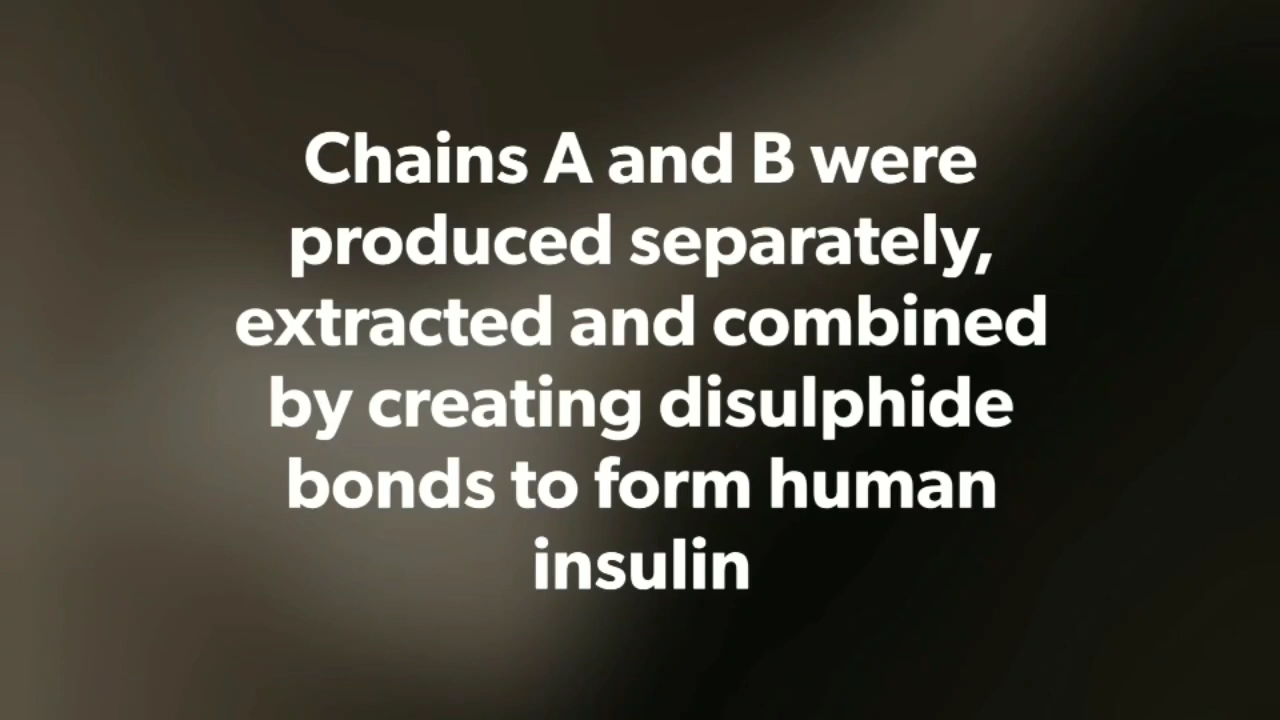 Chains A and B were
produced separately,
extracted and combined
by creating disulphide
bonds to form human
insulin